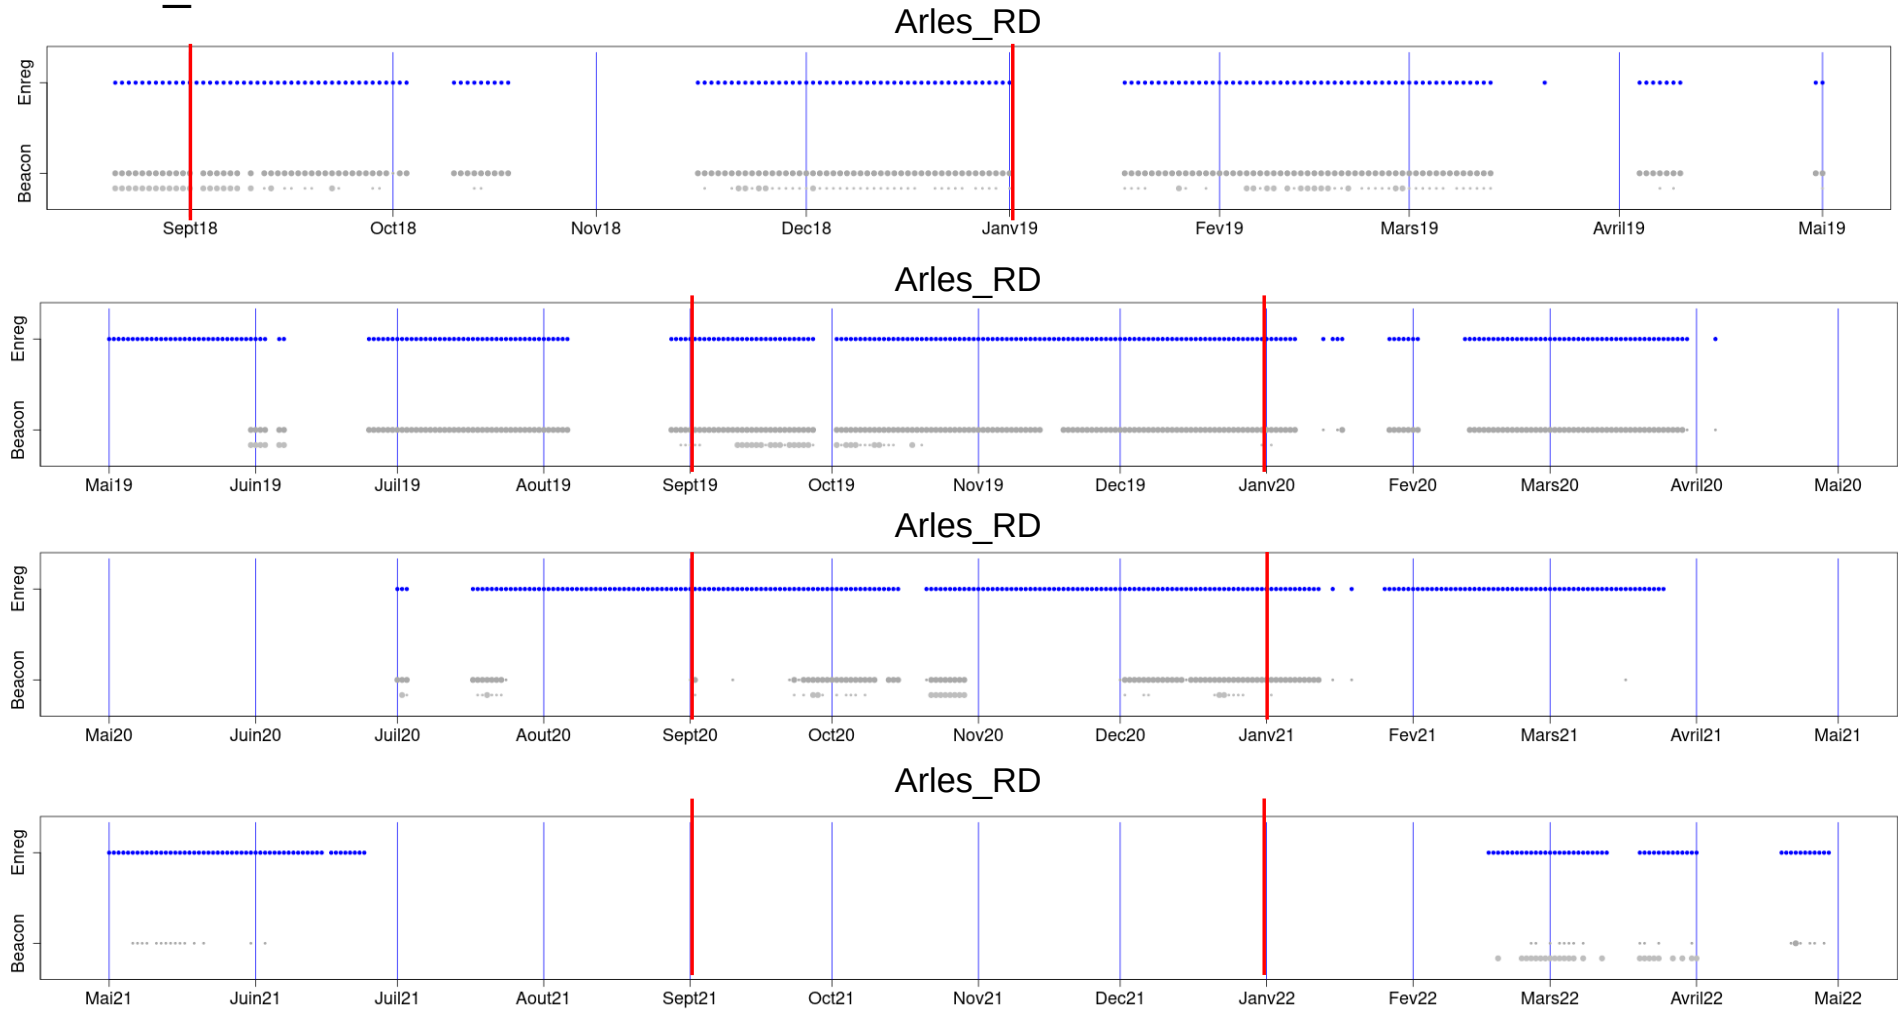 Arles_RD
Enreg
Beacon
Sept18 Oct18 Nov18 Dec18 Janv19 Fev19 Mars19 Avril19 Mai19
Arles_RD
Enreg
Beacon
Mai19 Juin19 Juil19 Aout19 Sept19 Oct19 Nov19 Dec19 Janv20 Fev20 Mars20 Avril20 Mai20
Arles_RD
Enreg
Beacon
Mai20 Juin20 Juil20 Aout20 Sept20 Oct20 Nov20 Dec20 Janv21 Fev21 Mars21 Avril21 Mai21
Arles_RD
Enreg
Beacon
Mai21 Juin21 Juil21 Aout21 Sept21 Oct21 Nov21 Dec21 Janv22 Fev22 Mars22 Avril22 Mai22